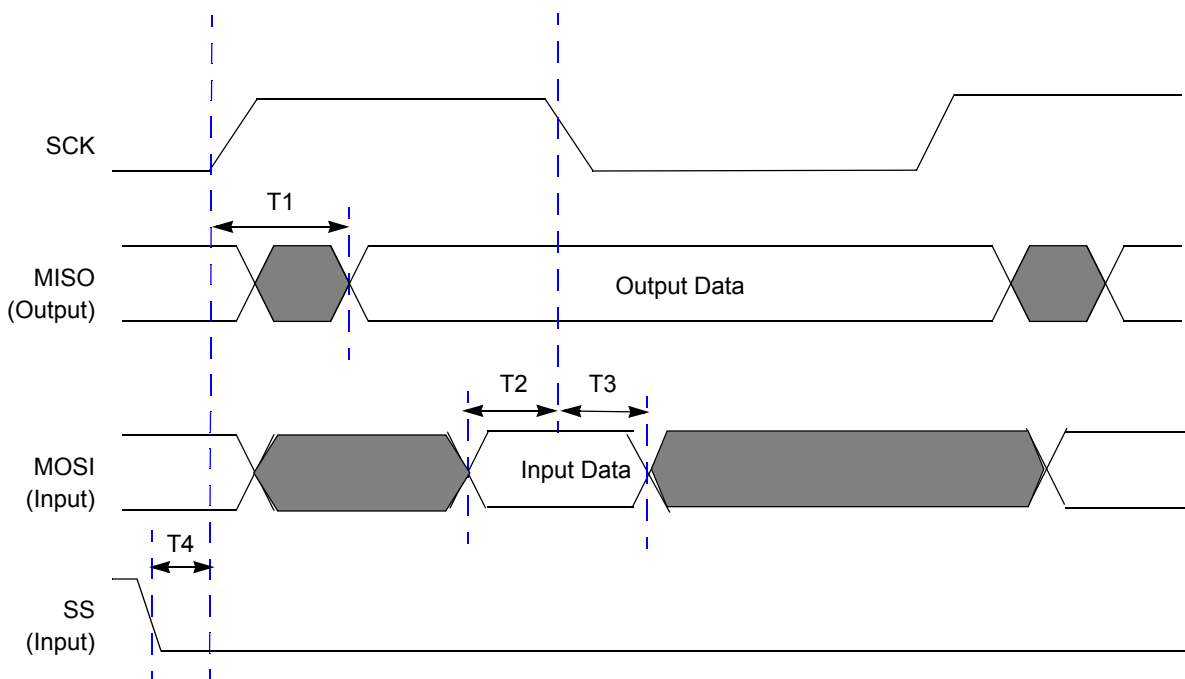 SCK
T1
MISO
(Output)
Output Data
T2
T3
MOSI
(Input)
Input Data
T4
SS
(Input)